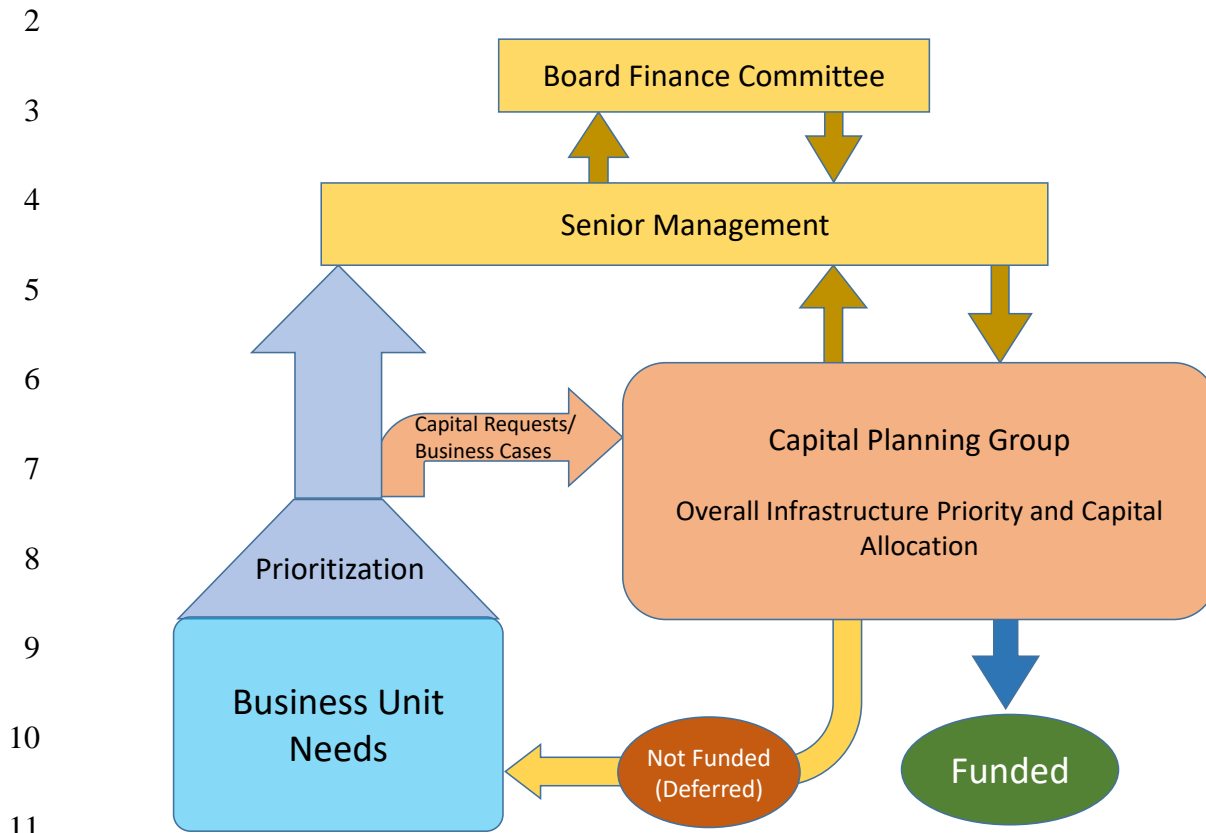 2
Board Finance Committee
3
4
Senior Management
5
6
Capital Requests/
Business Cases
Capital Planning Group
7
Overall Infrastructure Priority and Capital
Allocation
8
Prioritization
9
Business Unit
Needs
10
Not Funded
(Deferred)
Funded
11